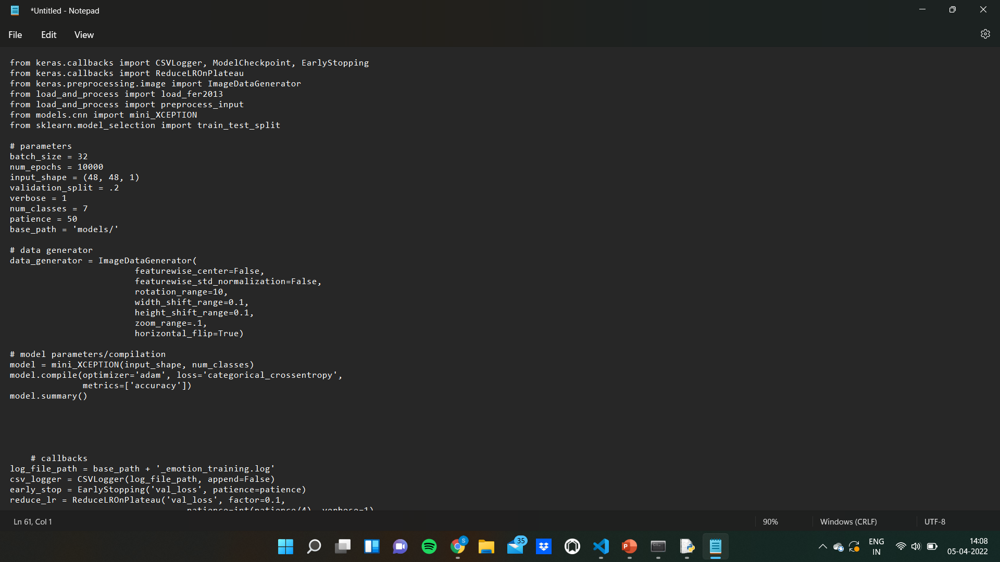 *Untitled - Notepad
File Edit View
from keras.callbacks import CSVLogger, ModelCheckpoint, EarlyStopping
from keras.callbacks import ReduceLROnPlateau
from keras.preprocessing.image import ImageDataGenerator
from load_and_process import load_fer2013
from load_and_process import preprocess_input
from models.cnn import mini_XCEPTION
from sklearn.model_selection import train_test_split

# parameters
batch_size = 32
num_epochs = 10000
input_shape = (48, 48, 1)
validation_split = .2
verbose = 1
num_classes = 7
patience = 50
base_path = 'models/'

# data generator
data_generator = ImageDataGenerator(
                        featurewise_center=False,
                        featurewise_std_normalization=False,
                        rotation_range=10,
                        width_shift_range=0.1,
                        height_shift_range=0.1,
                        zoom_range=.1,
                        horizontal_flip=True)

# model parameters/compilation
model = mini_XCEPTION(input_shape, num_classes)
model.compile(optimizer='adam', loss='categorical_crossentropy',
              metrics=['accuracy'])
model.summary()

    # callbacks
log_file_path = base_path + '_emotion_training.log'
csv_logger = CSVLogger(log_file_path, append=False)
early_stop = EarlyStopping('val_loss', patience=patience)
reduce_lr = ReduceLROnPlateau('val_loss', factor=0.1,
                                  patience=int(patience/4), verbose=1)
Ln 61, Col 1 90% Windows (CRLF) UTF-8
S 35 P
ENG 14:08
IN 05-04-2022